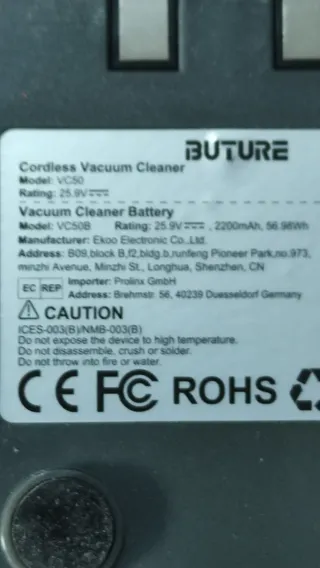 BUTURE
Cordless Vacuum Cleaner
Model: VC50
Rating: 25.9V
Vacuum Cleaner Battery
Model: VC50B Rating: 25.9V , 2200mAh, 56.98Wh
Manufacturer: Ekoo Electronic Co.,Ltd.
Address: B09,block B,f2,bldg.b,runfeng Pioneer Park,no.973,
minzhi Avenue, Minzhi St., Longhua, Shenzhen, CN
EC REP
Importer: Prolinx GmbH
Address: Brehmstr. 56, 40239 Duesseldorf Germany
CAUTION
ICES-003(B)/NMB-003(B)
Do not expose the device to high temperature.
Do not disassemble, crush or solder.
Do not throw into fire or water.
CE FC ROHS